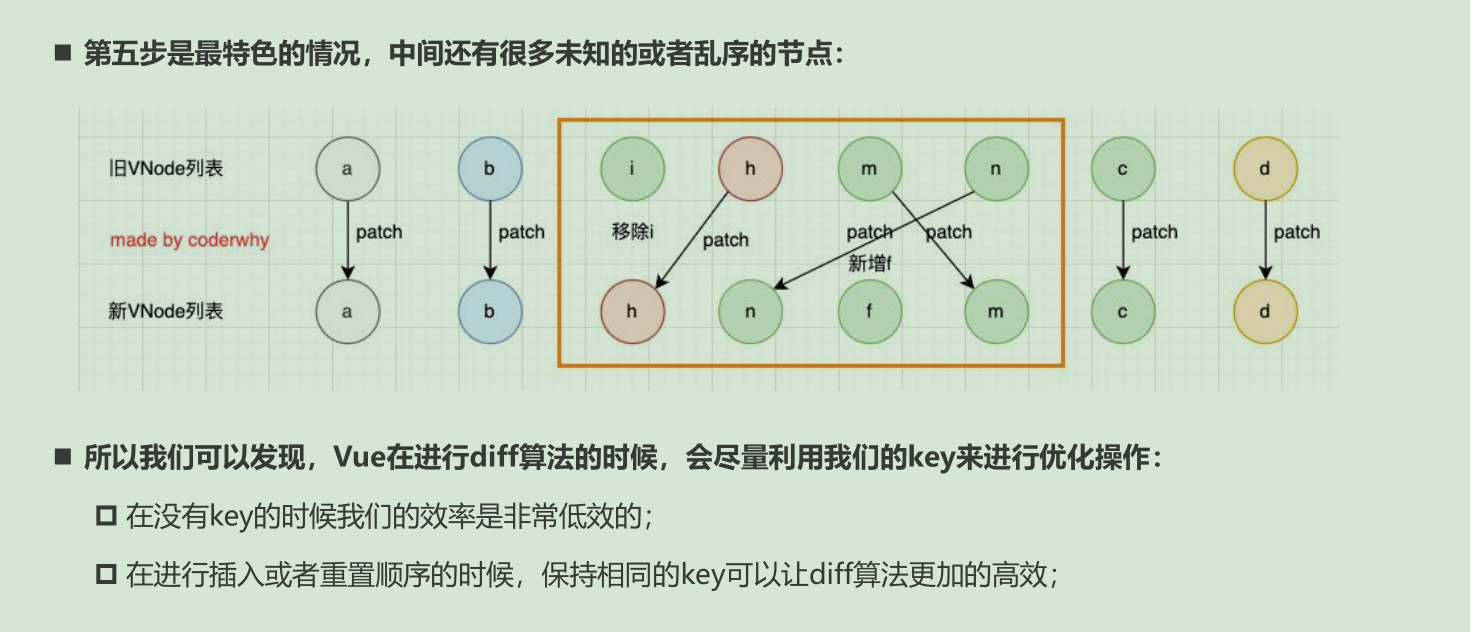 第五步是最特色的情况，中间还有很多未知的或者乱序的节点：
旧VNode列表 a b i h m n c d
patch patch 移除i patch patch patch patch patch
made by coderwhy
新增f
新VNode列表 a b h n f m c d
所以我们可以发现，Vue在进行diff算法的时候，会尽量利用我们的key来进行优化操作：
在没有key的时候我们的效率是非常低效的；
在进行插入或者重置顺序的时候，保持相同的key可以让diff算法更加的高效；